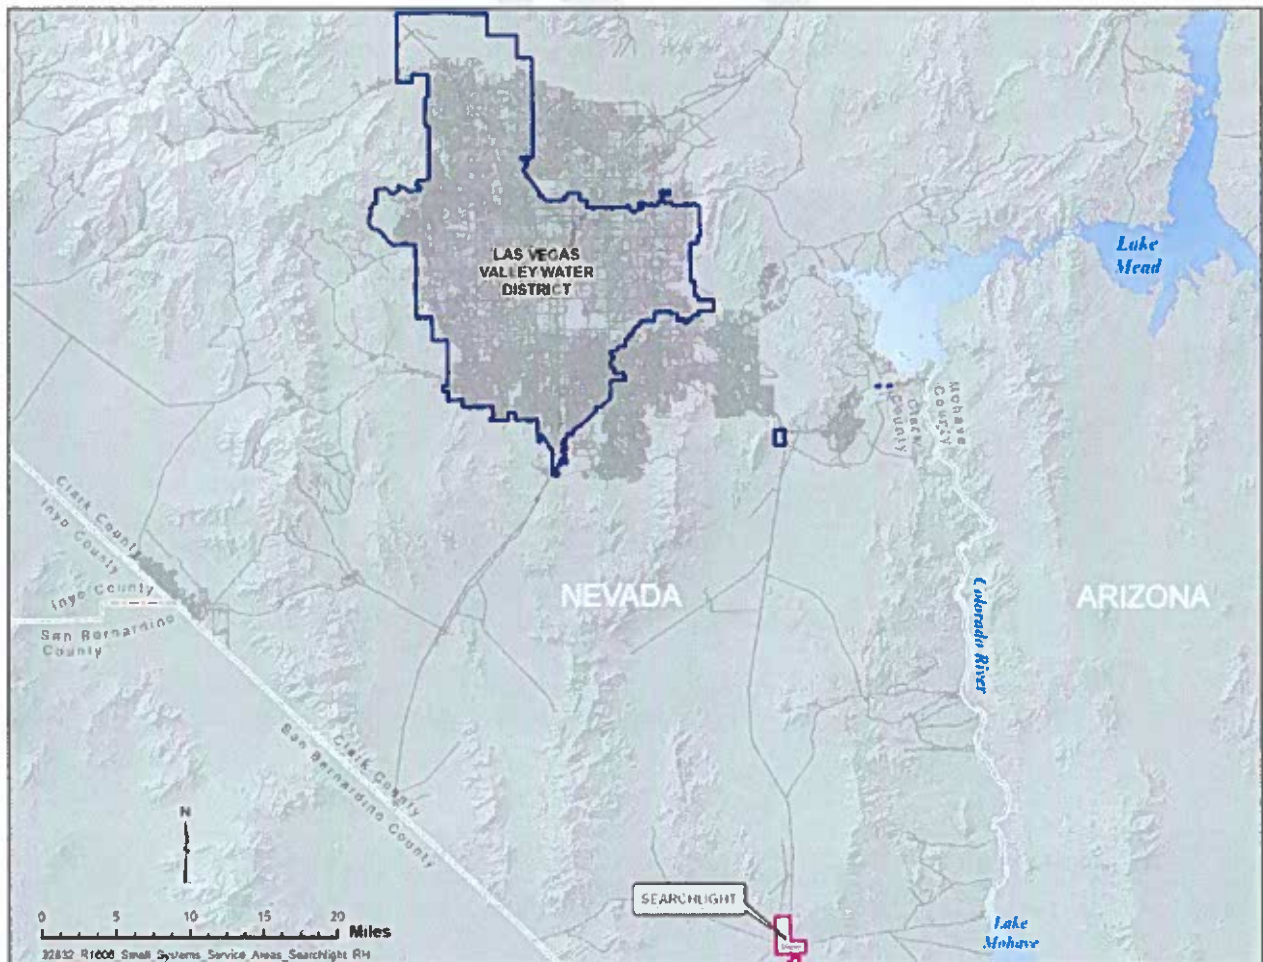 LAS VEGAS
VALLEY WATER
DISTRICT
Lake
Mead
Mohave
County
Clark
County
Clark County
Inyo County
Inyo County
San Bernardino
County
NEVADA
ARIZONA
Colorado River
Clark County
San Bernardino County
N
SEARCHLIGHT
Lake
Mohave
0 5 10 15 20
Miles
22832_R1606_Small_Systems_Service_Areas_Searchlight RH